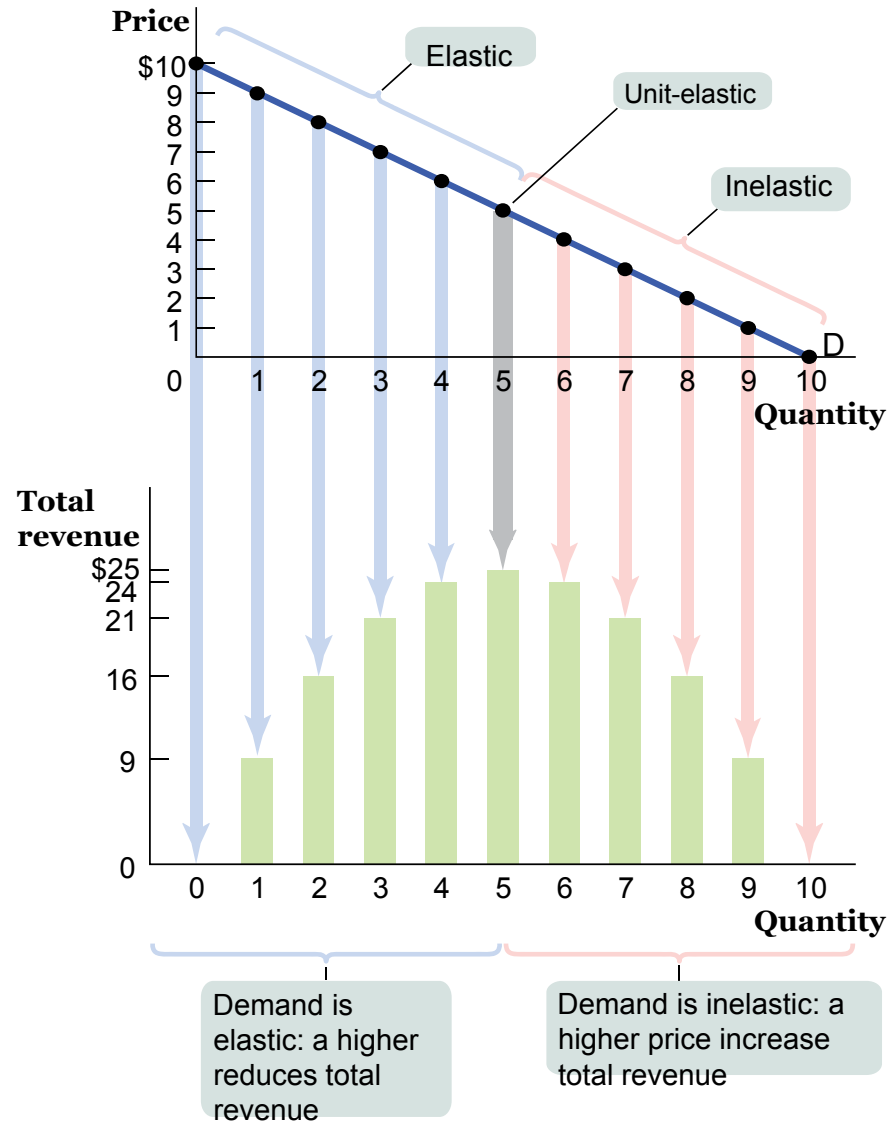 Price
Elastic
Unit-elastic
Inelastic
$10
9
8
7
6
5
4
3
2
1
D
0 1 2 3 4 5 6 7 8 9 10
Quantity
Total
revenue
$25
24
21
16
9
0
0 1 2 3 4 5 6 7 8 9 10
Quantity
Demand is
elastic: a higher
reduces total
revenue
Demand is inelastic: a
higher price increase
total revenue